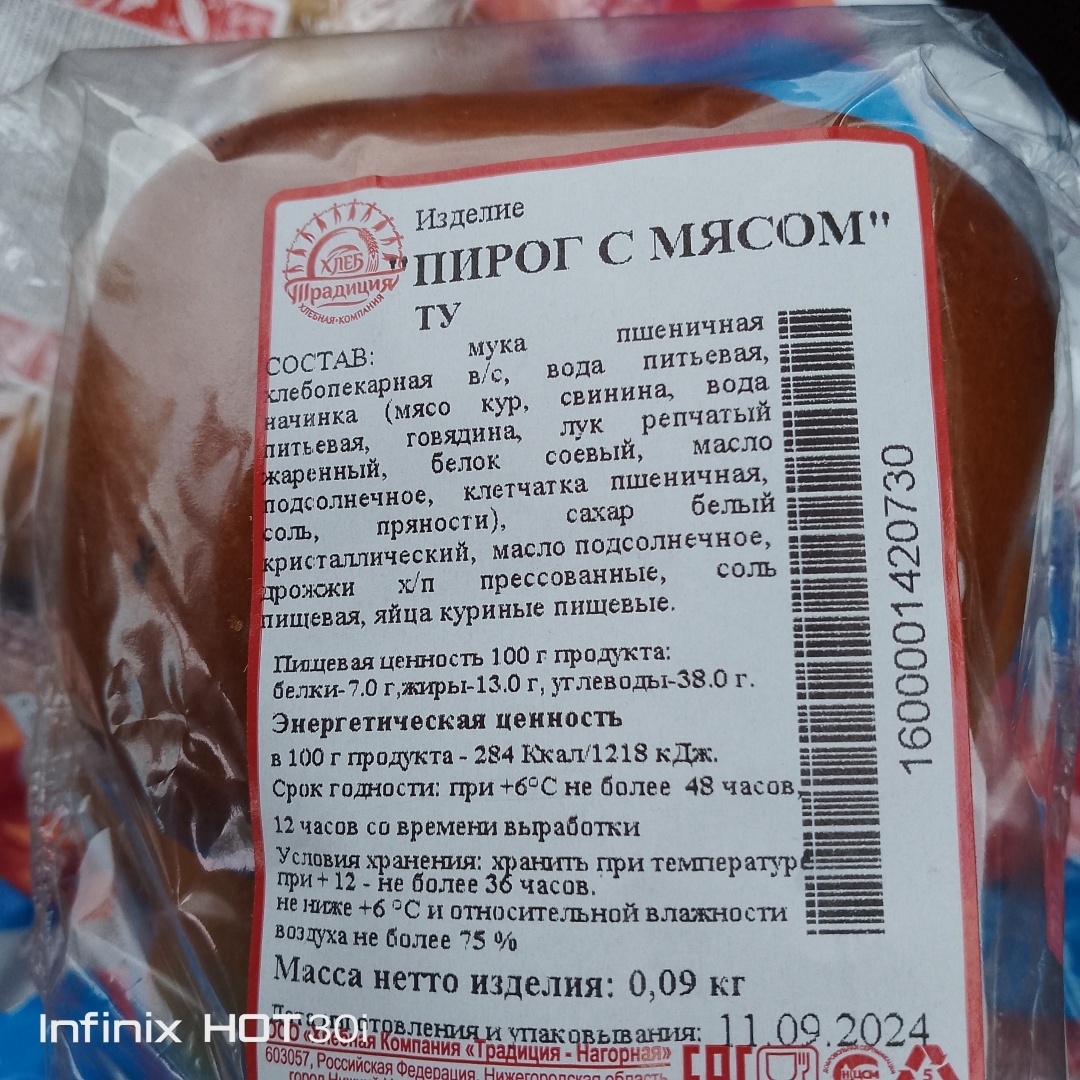 Изделие
"ПИРОГ С МЯСОМ"
ТУ
ХЛЕБ
Традиция
ХЛЕБНАЯ•КОМПАНИЯ
СОСТАВ: мука пшеничная
хлебопекарная в/с, вода питьевая,
начинка (мясо кур, свинина, вода
питьевая, говядина, лук репчатый
жаренный, белок соевый, масло
подсолнечное, клетчатка пшеничная,
соль, пряности), сахар белый
кристаллический, масло подсолнечное,
дрожжи х/п прессованные, соль
пищевая, яйца куриные пищевые.
Пищевая ценность 100 г продукта:
белки-7.0 г,жиры-13.0 г, углеводы-38.0 г.
Энергетическая ценность
в 100 г продукта - 284 Ккал/1218 кДж.
Срок годности: при +6°С не более 48 часов,
12 часов со времени выработки
Условия хранения: хранить при температуре
при + 12 - не более 36 часов.
не ниже +6 °С и относительной влажности
воздуха не более 75 %
Масса нетто изделия: 0,09 кг
Дата изготовления и упаковывания: 11.09.2024
ООО «Хлебная Компания «Традиция - Нагорная»
603057, Российская Федерация, Нижегородская область,
EAC
5
1600001420730
Infinix HOT 30i